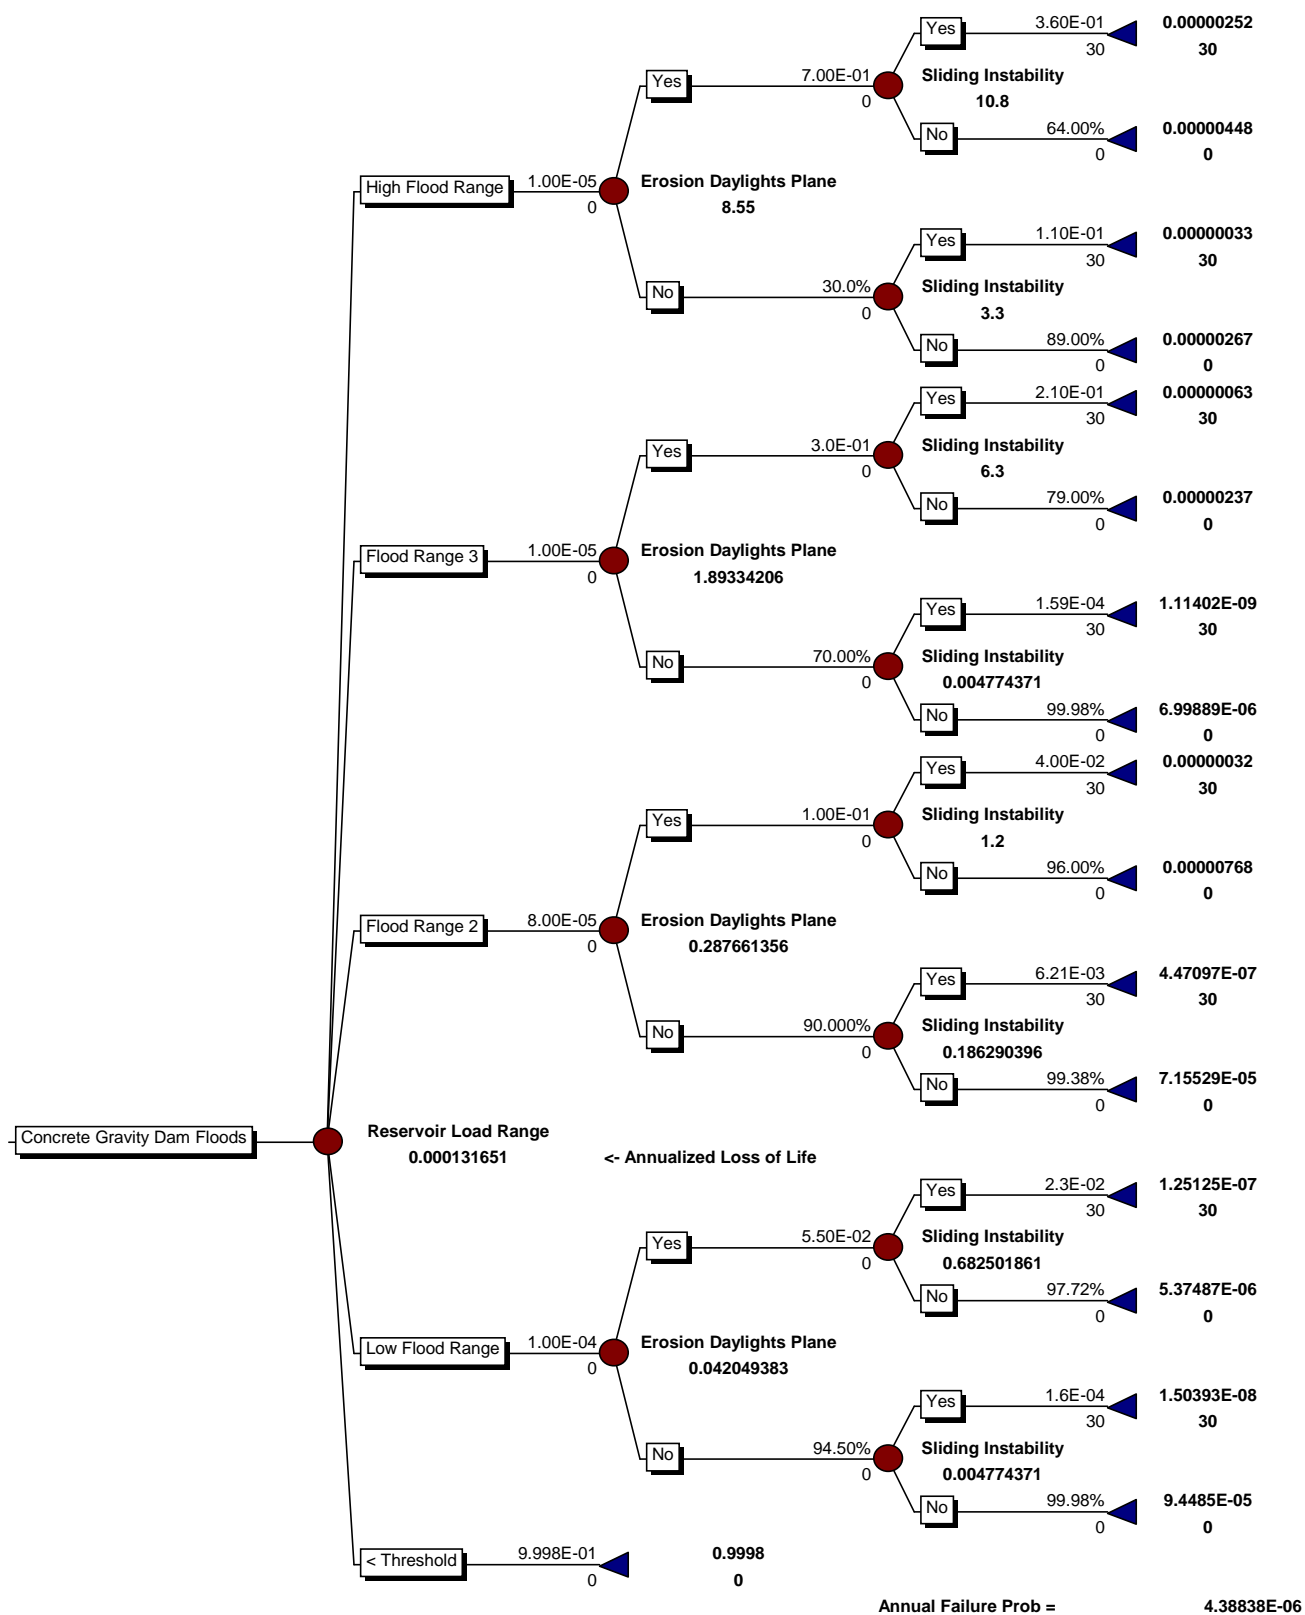 Yes 3.60E-01 0.00000252
30 30
Yes 7.00E-01 Sliding Instability
0 10.8
No 64.00% 0.00000448
0 0
High Flood Range 1.00E-05 Erosion Daylights Plane
0 8.55
Yes 1.10E-01 0.00000033
30 30
No 30.0% Sliding Instability
0 3.3
No 89.00% 0.00000267
0 0
Yes 2.10E-01 0.00000063
30 30
Yes 3.0E-01 Sliding Instability
0 6.3
No 79.00% 0.00000237
0 0
Flood Range 3 1.00E-05 Erosion Daylights Plane
0 1.89334206
Yes 1.59E-04 1.11402E-09
30 30
No 70.00% Sliding Instability
0 0.004774371
No 99.98% 6.99889E-06
0 0
Yes 4.00E-02 0.00000032
30 30
Yes 1.00E-01 Sliding Instability
0 1.2
No 96.00% 0.00000768
0 0
Flood Range 2 8.00E-05 Erosion Daylights Plane
0 0.287661356
Yes 6.21E-03 4.47097E-07
30 30
No 90.000% Sliding Instability
0 0.186290396
No 99.38% 7.15529E-05
0 0
Concrete Gravity Dam Floods Reservoir Load Range
0.000131651 <- Annualized Loss of Life
Yes 2.3E-02 1.25125E-07
30 30
Yes 5.50E-02 Sliding Instability
0 0.682501861
No 97.72% 5.37487E-06
0 0
Low Flood Range 1.00E-04 Erosion Daylights Plane
0 0.042049383
Yes 1.6E-04 1.50393E-08
30 30
No 94.50% Sliding Instability
0 0.004774371
No 99.98% 9.4485E-05
0 0
< Threshold 9.998E-01 0.9998
0 0
Annual Failure Prob = 4.38838E-06